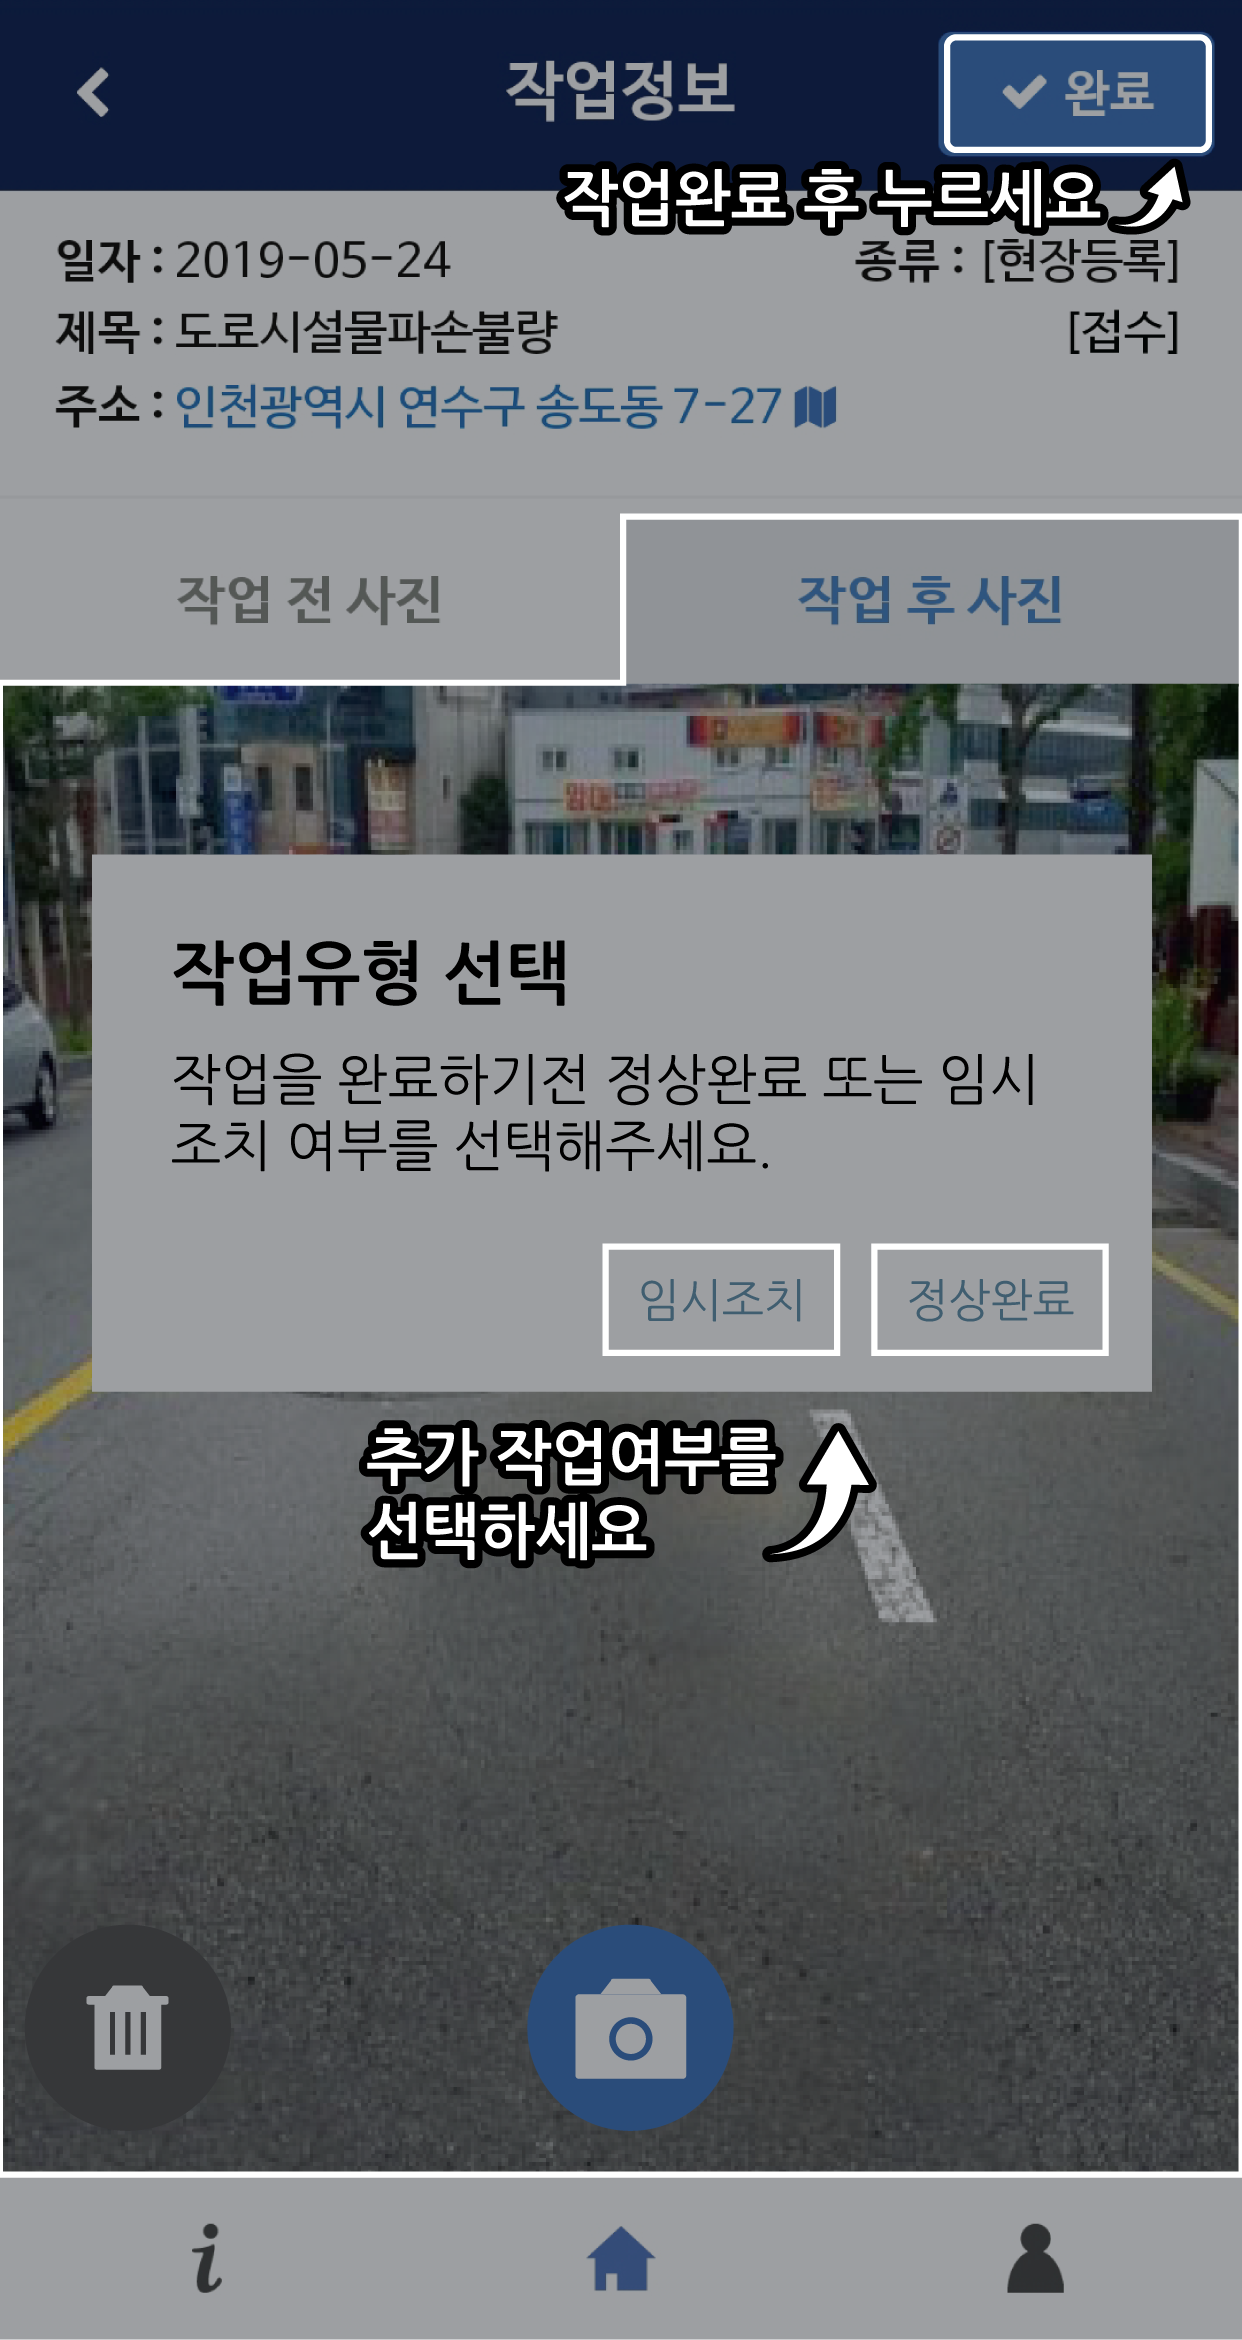 작업정보
완료
작업완료 후 누르세요
일자 : 2019-05-24
종류 : [현장등록]
제목 : 도로시설물파손불량
[접수]
주소 : 인천광역시 연수구 송도동 7-27
작업 전 사진
작업 후 사진
작업유형 선택
작업을 완료하기전 정상완료 또는 임시
조치 여부를 선택해주세요.
임시조치
정상완료
추가 작업여부를
선택하세요